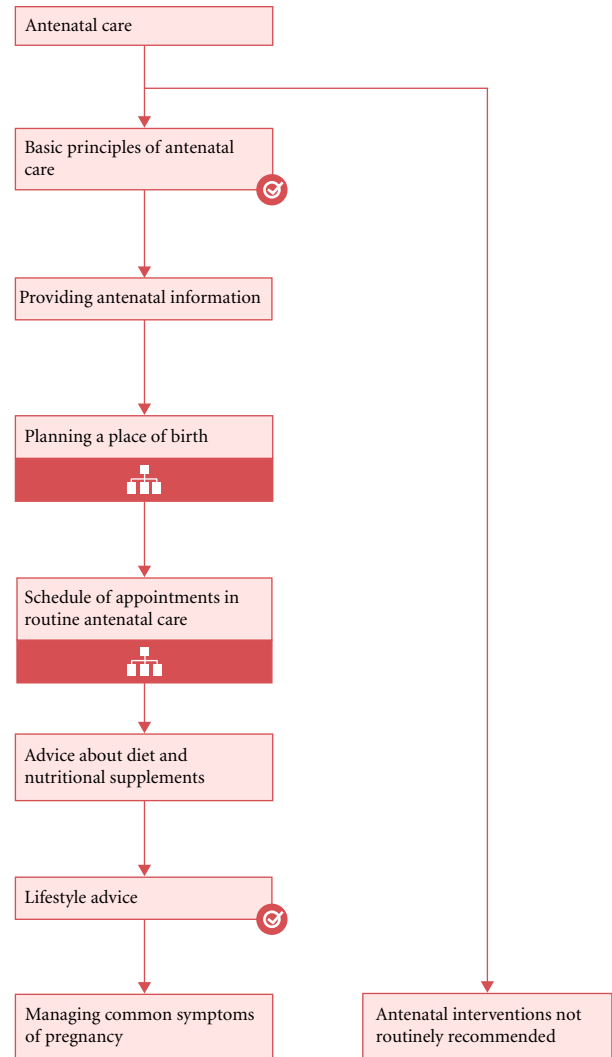 Antenatal care
Basic principles of antenatal
care
Providing antenatal information
Planning a place of birth
Schedule of appointments in
routine antenatal care
Advice about diet and
nutritional supplements
Lifestyle advice
Managing common symptoms
of pregnancy
Antenatal interventions not
routinely recommended